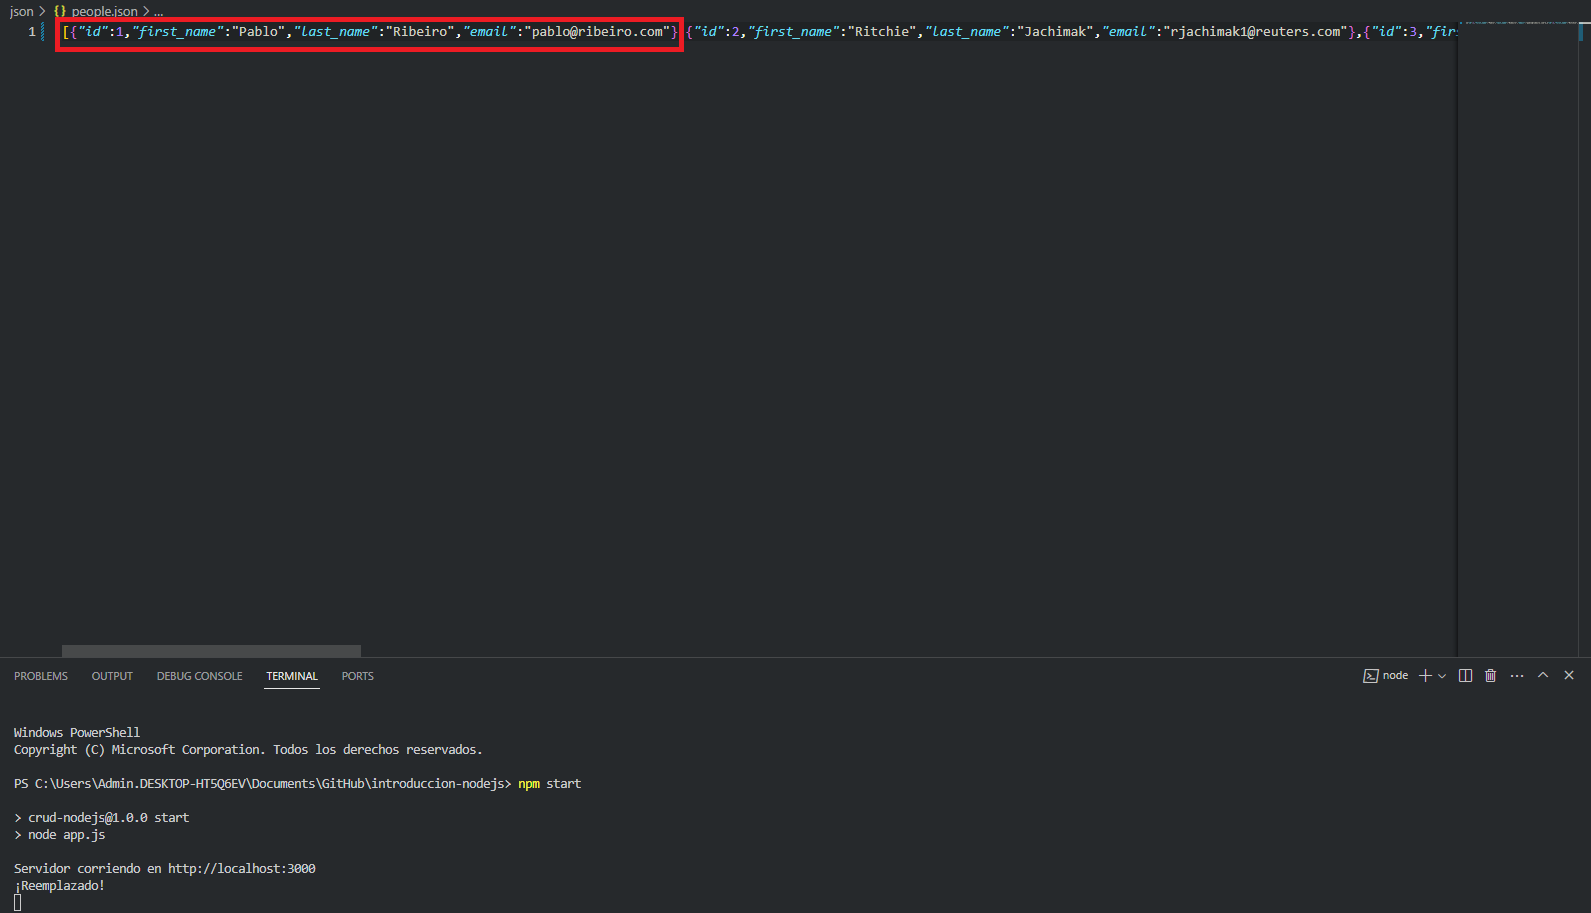 json > {} people.json > ...
1 [{"id":1,"first_name":"Pablo","last_name":"Ribeiro","email":"pablo@ribeiro.com"} {"id":2,"first_name":"Ritchie","last_name":"Jachimak","email":"rjachimak1@reuters.com"},{"id":3,"fir
PROBLEMS OUTPUT DEBUG CONSOLE TERMINAL PORTS node
Windows PowerShell
Copyright (C) Microsoft Corporation. Todos los derechos reservados.
PS C:\Users\Admin.DESKTOP-HT5Q6EV\Documents\GitHub\introduccion-nodejs> npm start
> crud-nodejs@1.0.0 start
> node app.js
Servidor corriendo en http://localhost:3000
¡Reemplazado!